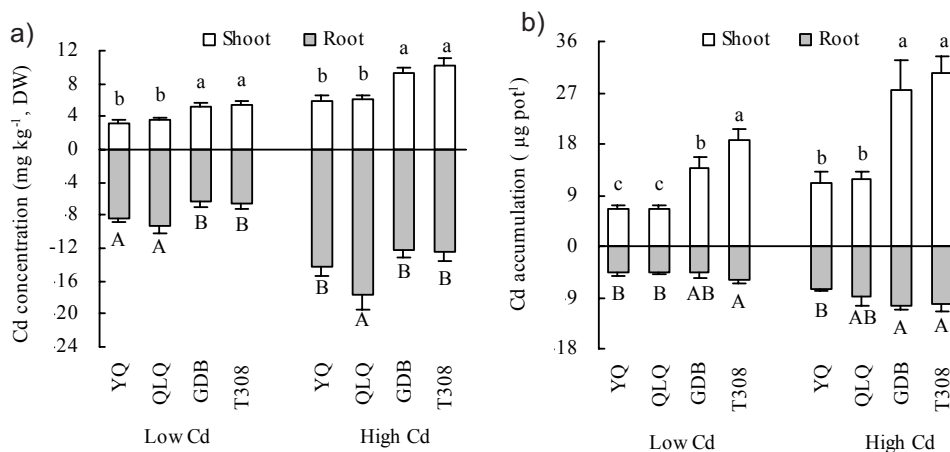 a)
Shoot Root
Cd concentration (mg kg-1, DW)
12
8
4
0
-4
-8
-12
-16
-20
-24
b b a a
b b a a
A A B B
B A B B
YQ QLQ GDB T308 YQ QLQ GDB T308
Low Cd High Cd
b)
Shoot Root
Cd accumulation ( μg pot1)
36
27
18
9
0
-9
-18
c c b a
b b a a
B B AB A
B AB A A
YQ QLQ GDB T308 YQ QLQ GDB T308
Low Cd High Cd